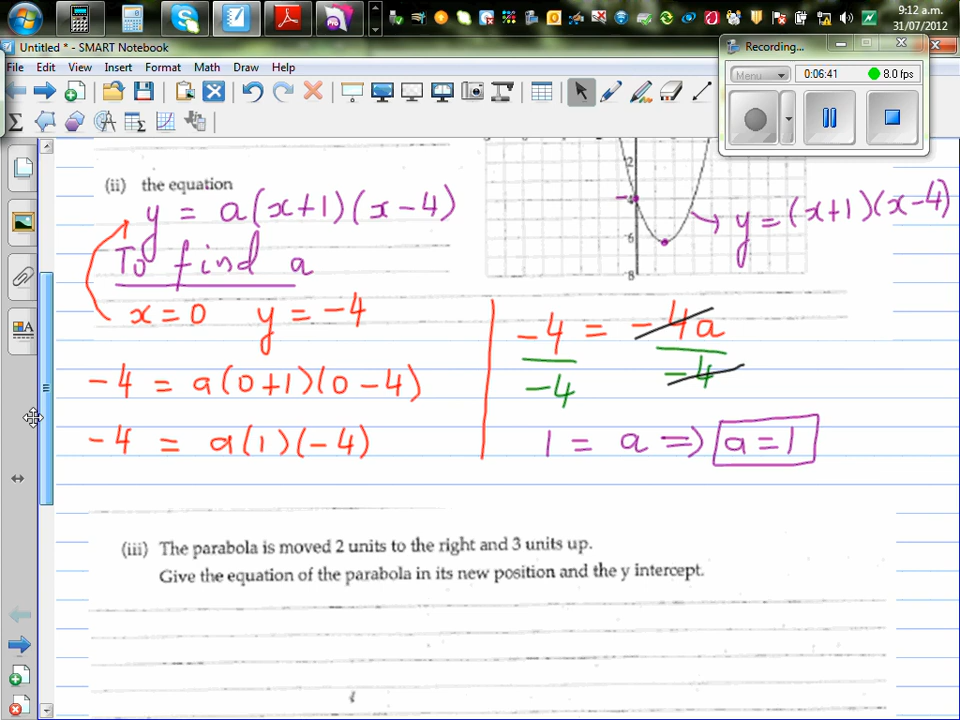 9:12 a.m.
31/07/2012
Untitled * - SMART Notebook
File Edit View Insert Format Math Draw Help
Recording...
Menu
0:06:41
8.0 fps
(ii) the equation
y = a(x+1)(x-4)
To find a
x=0 y = -4
-4 = a(0+1)(0-4)
-4 = a(1)(-4)
2
-4
-6
8
y=(x+1)(x-4)
-4 = -4a
-4 -4
1 = a => a=1
(iii) The parabola is moved 2 units to the right and 3 units up.
Give the equation of the parabola in its new position and the y intercept.